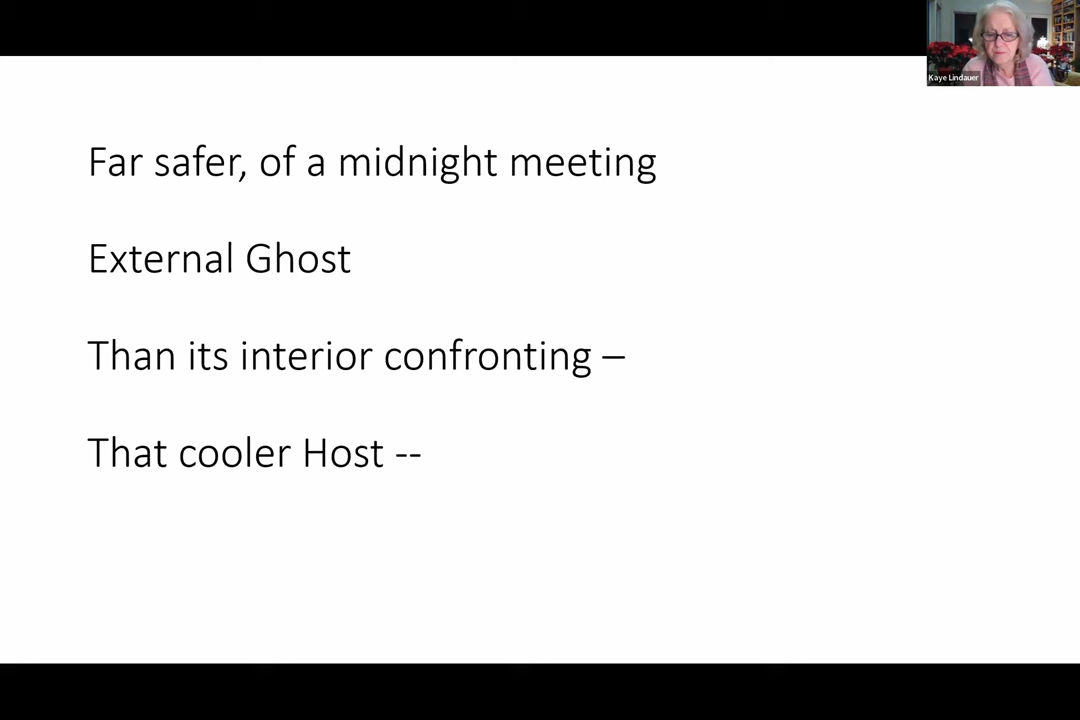 Kaye Lindauer
Far safer, of a midnight meeting
External Ghost
Than its interior confronting –
That cooler Host --